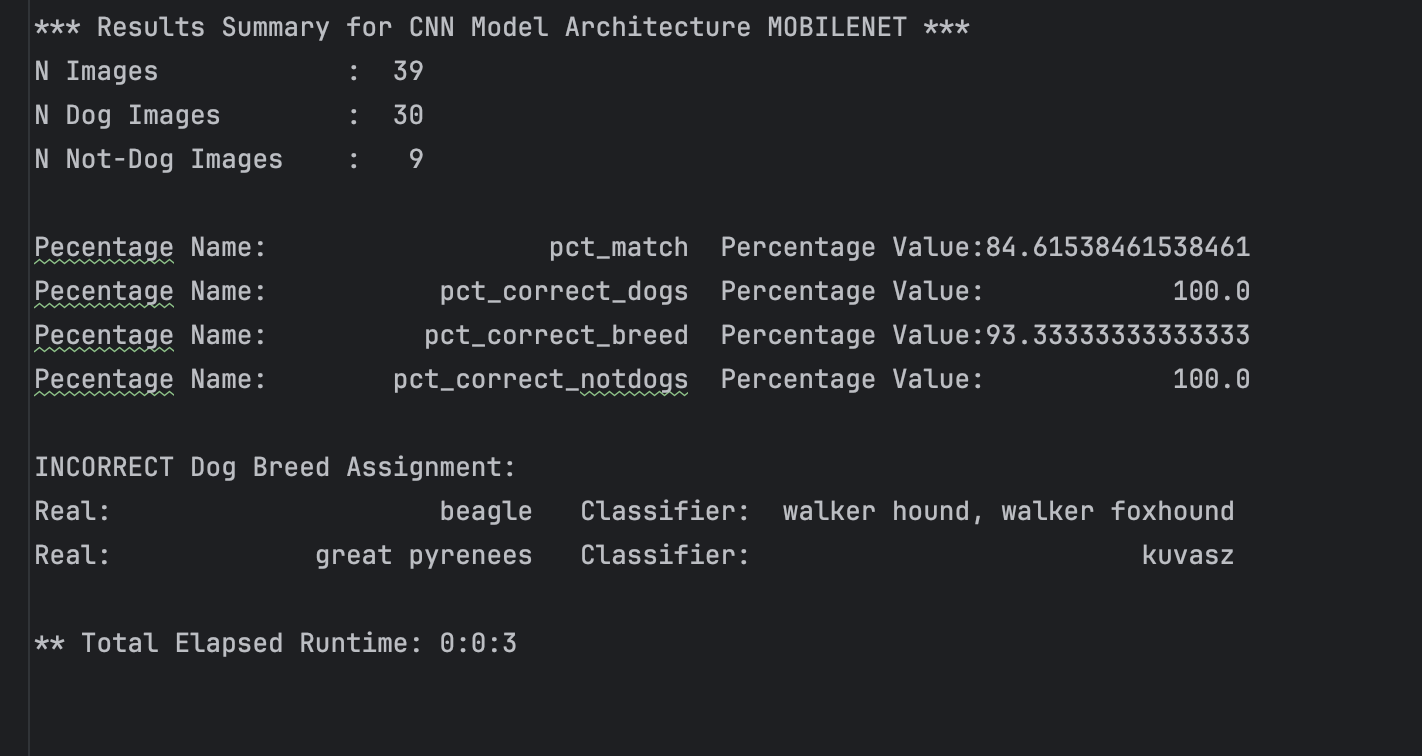 *** Results Summary for CNN Model Architecture MOBILENET ***
N Images            :  39
N Dog Images        :  30
N Not-Dog Images    :   9
Pecentage Name:                  pct_match  Percentage Value:84.61538461538461
Pecentage Name:           pct_correct_dogs  Percentage Value:            100.0
Pecentage Name:          pct_correct_breed  Percentage Value:93.33333333333333
Pecentage Name:        pct_correct_notdogs  Percentage Value:            100.0
INCORRECT Dog Breed Assignment:
Real:                     beagle   Classifier:  walker hound, walker foxhound
Real:             great pyrenees   Classifier:                         kuvasz
** Total Elapsed Runtime: 0:0:3